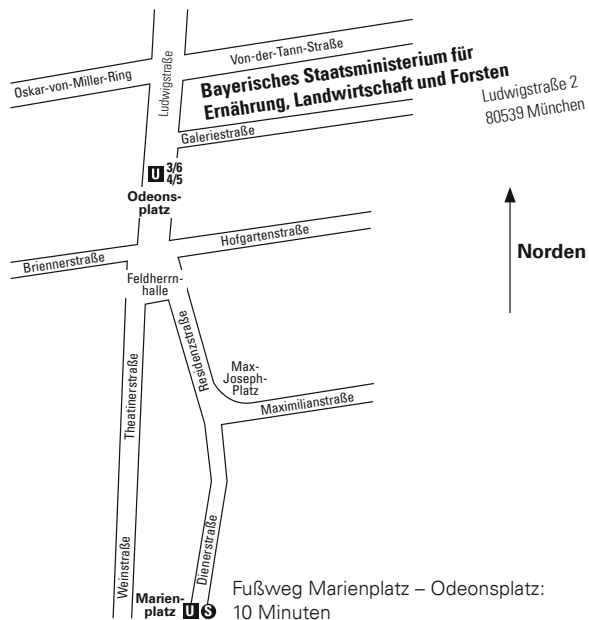 Von-der-Tann-Straße
Oskar-von-Miller-Ring
Ludwigstraße
Bayerisches Staatsministerium für
Ernährung, Landwirtschaft und Forsten
Ludwigstraße 2
80539 München
Galeriestraße
U 3/6
4/5
Odeons-
platz
Hofgartenstraße
Briennerstraße
Norden
Feldherrn-
halle
Residenzstraße
Theatinerstraße
Max-
Joseph-
Platz
Maximilianstraße
Weinstraße
Dienerstraße
Marien-
platz U S
Fußweg Marienplatz – Odeonsplatz:
10 Minuten